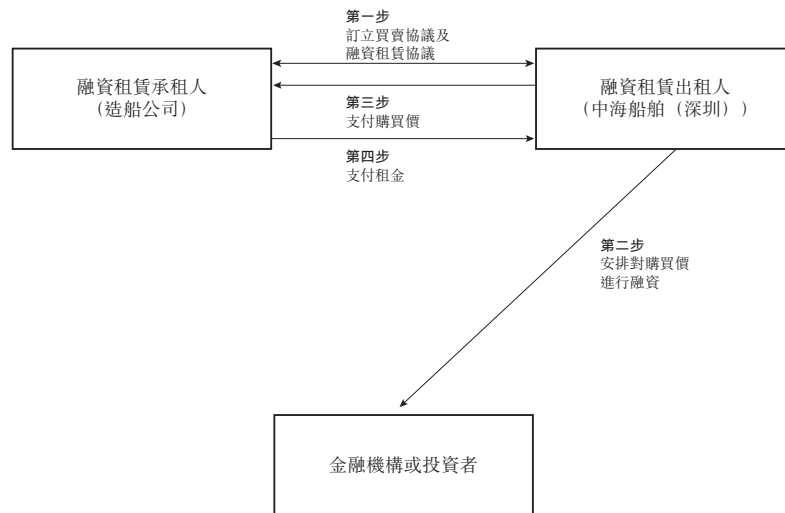 第一步
訂立買賣協議及
融資租賃協議
融資租賃承租人
（造船公司）
融資租賃出租人
（中海船舶（深圳））
第三步
支付購買價
第四步
支付租金
第二步
安排對購買價
進行融資
金融機構或投資者